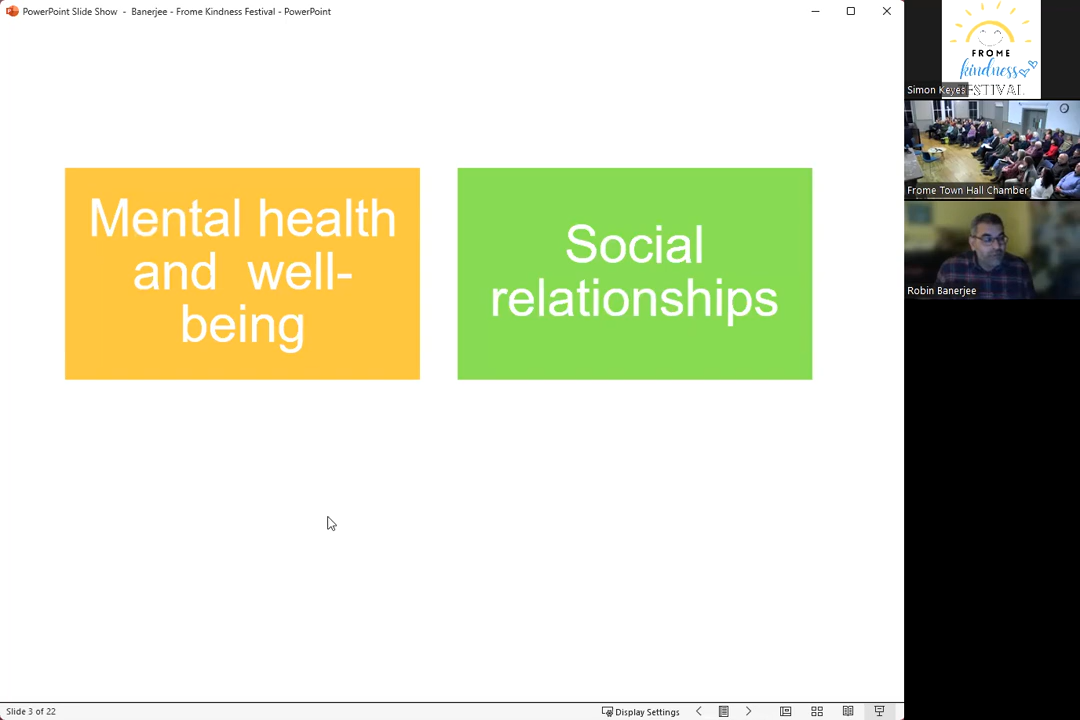 PowerPoint Slide Show - Banerjee - Frome Kindness Festival - PowerPoint
Mental health
and well-
being
Social
relationships
Slide 3 of 22
Display Settings
FROME
kindness
Simon Keyes
FESTIVAL
Frome Town Hall Chamber
Robin Banerjee